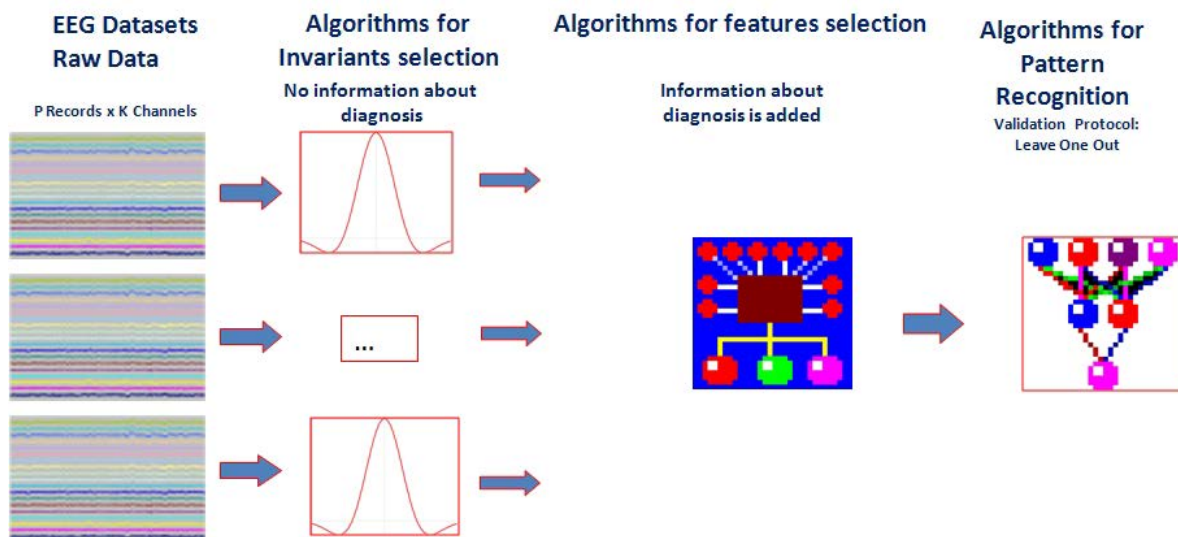 EEG Datasets
Raw Data
P Records x K Channels
Algorithms for
Invariants selection
No information about
diagnosis
...
Algorithms for features selection
Information about
diagnosis is added
Algorithms for
Pattern
Recognition
Validation Protocol:
Leave One Out